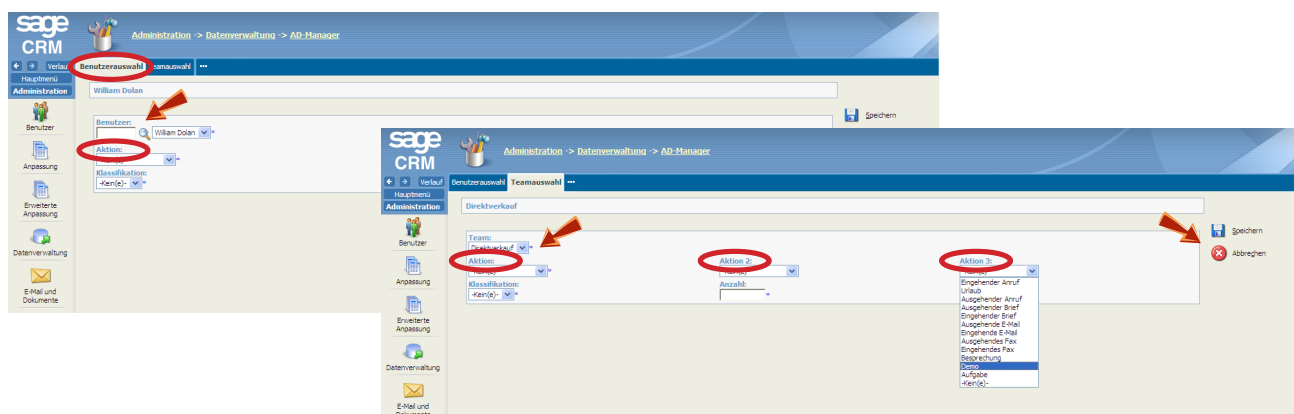 sage
CRM
Administration -> Datenverwaltung -> AD-Manager
Verlau
Benutzerauswahl Teamauswahl •••
Hauptmenü
Administration
William Dolan
Benutzer
Benutzer:
William Dolan
Speichern
Aktion:
Anpassung
Klassifikation:
-Kein(e)-
Erweiterte
Anpassung
Datenverwaltung
E-Mail und
Dokumente
sage
CRM
Administration -> Datenverwaltung -> AD-Manager
Verlauf
Benutzerauswahl Teamauswahl •••
Hauptmenü
Administration
Direktverkauf
Benutzer
Team:
Direktverkauf
Speichern
Abbrechen
Aktion:
Aktion 2:
Aktion 3:
-Kein(e)-
-Kein(e)-
-Kein(e)-
Anpassung
Klassifikation:
Anzahl:
-Kein(e)-
Eingehender Anruf
Urlaub
Ausgehender Anruf
Ausgehender Brief
Eingehender Brief
Ausgehende E-Mail
Eingehende E-Mail
Ausgehendes Fax
Eingehendes Fax
Besprechung
Demo
Aufgabe
-Kein(e)-
Erweiterte
Anpassung
Datenverwaltung
E-Mail und
Dokumente